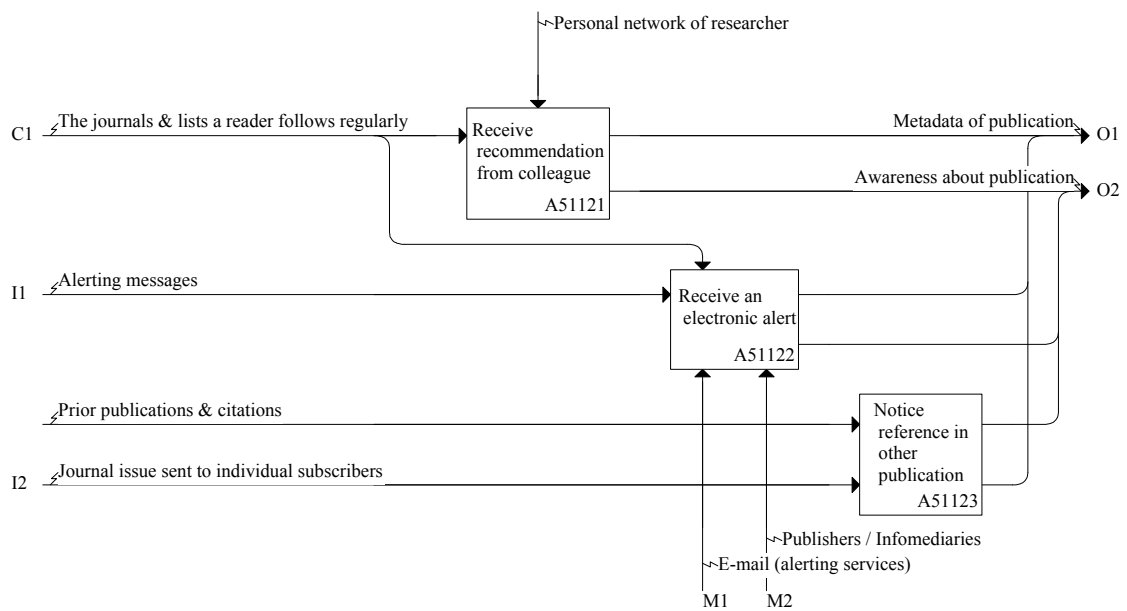 Personal network of researcher
C1
The journals & lists a reader follows regularly
Receive
recommendation
from colleague
A51121
Metadata of publication
O1
Awareness about publication
O2
I1
Alerting messages
Receive an
electronic alert
A51122
Prior publications & citations
Notice
reference in
other
publication
A51123
I2
Journal issue sent to individual subscribers
Publishers / Infomediaries
E-mail (alerting services)
M1
M2